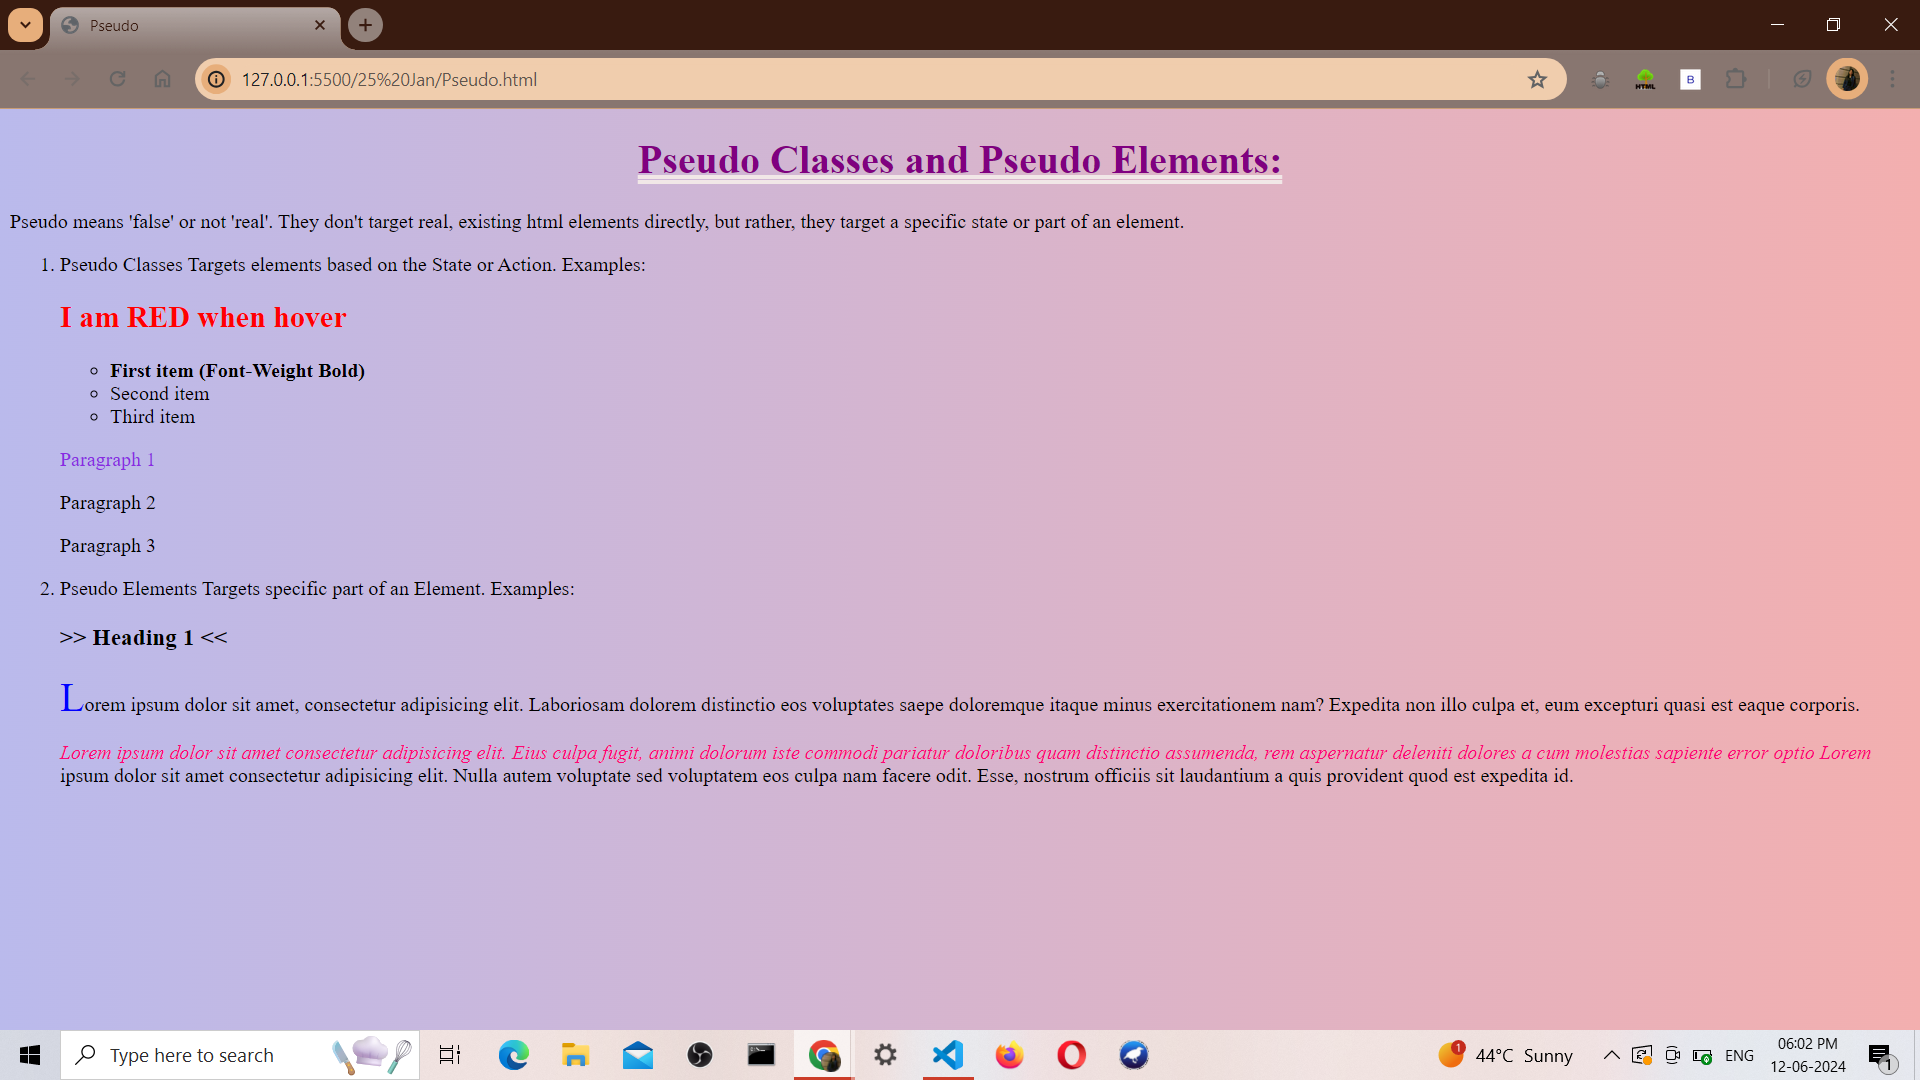 Pseudo
127.0.0.1:5500/25%20Jan/Pseudo.html
HTML
B
Pseudo Classes and Pseudo Elements:
Pseudo means 'false' or not 'real'. They don't target real, existing html elements directly, but rather, they target a specific state or part of an element.
1. Pseudo Classes Targets elements based on the State or Action. Examples:
I am RED when hover
First item (Font-Weight Bold)
Second item
Third item
Paragraph 1
Paragraph 2
Paragraph 3
2. Pseudo Elements Targets specific part of an Element. Examples:
>> Heading 1 <<
Lorem ipsum dolor sit amet, consectetur adipisicing elit. Laboriosam dolorem distinctio eos voluptates saepe doloremque itaque minus exercitationem nam? Expedita non illo culpa et, eum excepturi quasi est eaque corporis.
Lorem ipsum dolor sit amet consectetur adipisicing elit. Eius culpa fugit, animi dolorum iste commodi pariatur doloribus quam distinctio assumenda, rem aspernatur deleniti dolores a cum molestias sapiente error optio Lorem
ipsum dolor sit amet consectetur adipisicing elit. Nulla autem voluptate sed voluptatem eos culpa nam facere odit. Esse, nostrum officiis sit laudantium a quis provident quod est expedita id.
Type here to search
1
44°C Sunny
ENG
06:02 PM
12-06-2024
1